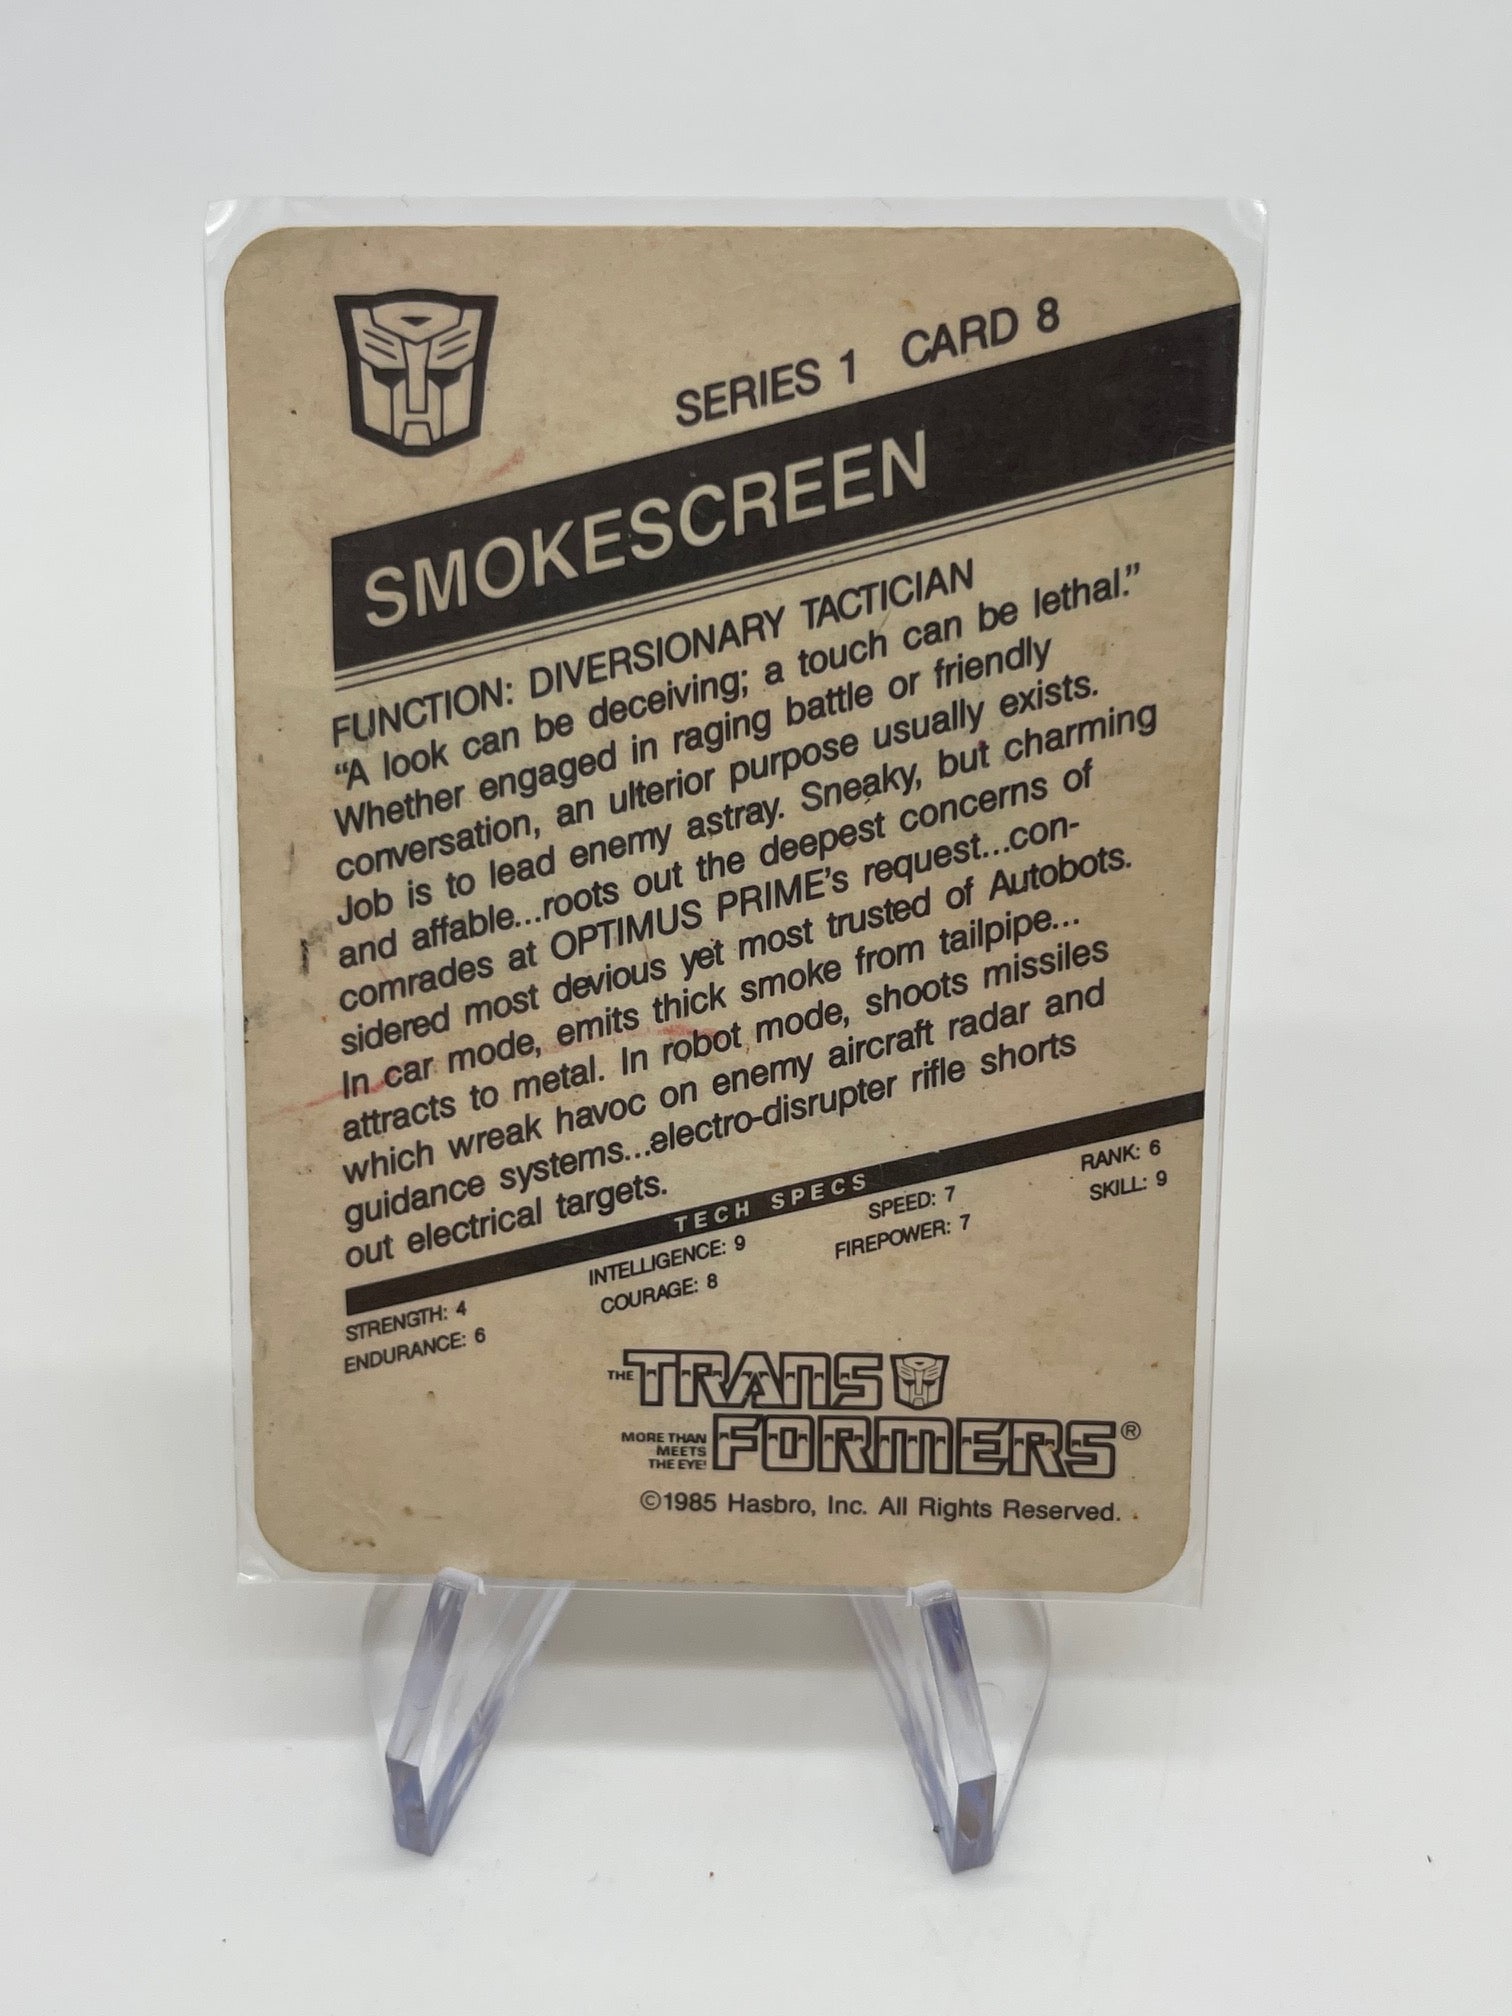 SERIES 1 CARD 8
SMOKESCREEN
FUNCTION: DIVERSIONARY TACTICIAN
“A look can be deceiving; a touch can be lethal.”
Whether engaged in raging battle or friendly
conversation, an ulterior purpose usually exists.
Job is to lead enemy astray. Sneaky, but charming
and affable...roots out the deepest concerns of
comrades at OPTIMUS PRIME's request...con-
sidered most devious yet most trusted of Autobots.
In car mode, emits thick smoke from tailpipe...
attracts to metal. In robot mode, shoots missiles
which wreak havoc on enemy aircraft radar and
guidance systems...electro-disrupter rifle shorts
out electrical targets.
TECH SPECS
STRENGTH: 4 INTELLIGENCE: 9 SPEED: 7 RANK: 6
ENDURANCE: 6 COURAGE: 8 FIREPOWER: 7 SKILL: 9
THE TRANS
MORE THAN
MEETS
THE EYE!
FORMERS®
©1985 Hasbro, Inc. All Rights Reserved.